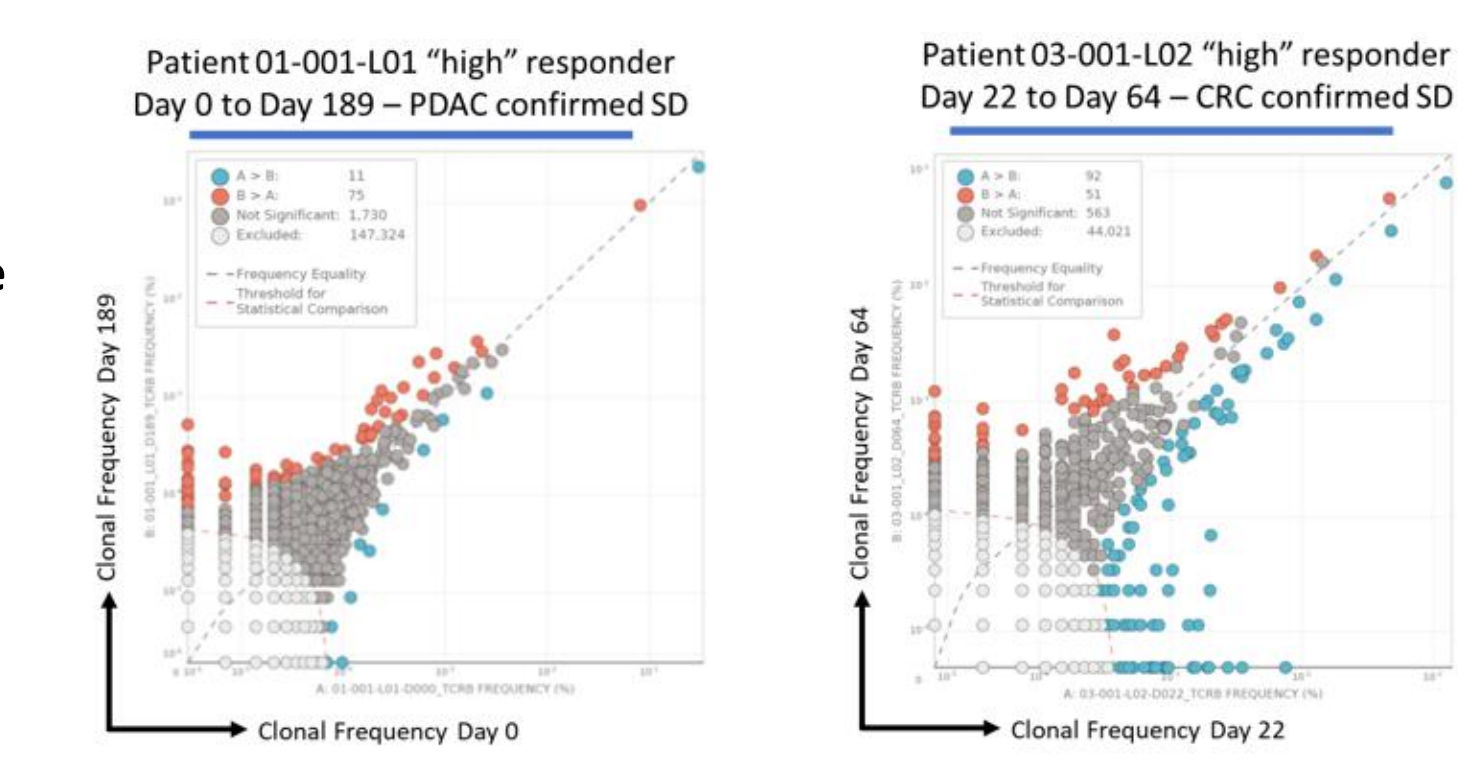 Patient 01-001-L01 “high” responder
Day 0 to Day 189 – PDAC confirmed SD
A > B: 11
B > A: 75
Not Significant: 1,730
Excluded: 147,324
Frequency Equality
Threshold for
Statistical Comparison
Clonal Frequency Day 189
B: 01-001_L01_D189_TCRB FREQUENCY (%)
A: 01-001-L01-D000_TCRB FREQUENCY (%)
Clonal Frequency Day 0
Patient 03-001-L02 “high” responder
Day 22 to Day 64 – CRC confirmed SD
A > B: 92
B > A: 51
Not Significant: 563
Excluded: 44,021
Frequency Equality
Threshold for
Statistical Comparison
Clonal Frequency Day 64
B: 03-001_L02_D064_TCRB FREQUENCY (%)
A: 03-001-L02-D022_TCRB FREQUENCY (%)
Clonal Frequency Day 22
e